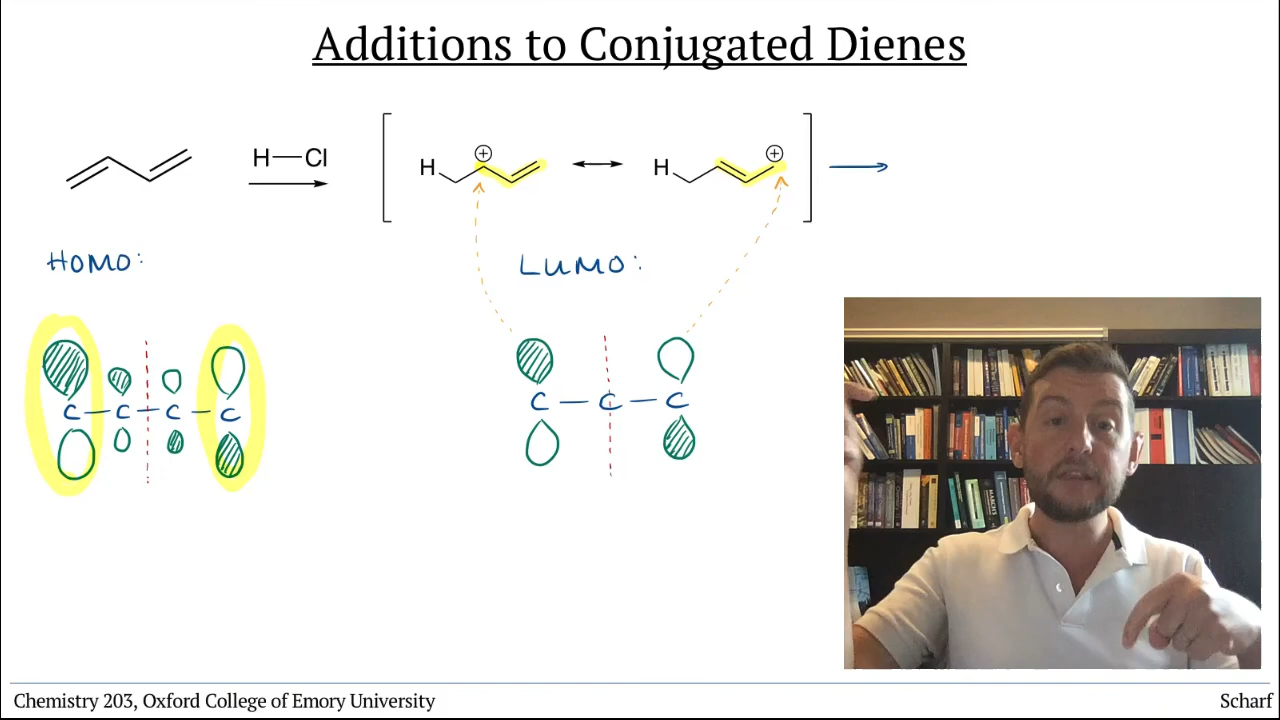 Additions to Conjugated Dienes
H—Cl
H ⊕
H ⊕
HOMO:
LUMO:
C—C—C—C
C—C—C
Chemistry 203, Oxford College of Emory University
Scharf